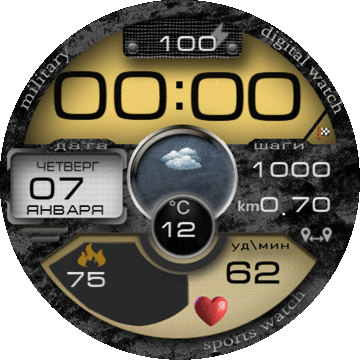 100
military
digital watch
00:00
дата
шаги
ЧЕТВЕРГ
07
ЯНВАРЯ
1000
km0.70
°C
12
уд\мин
75
62
sports watch